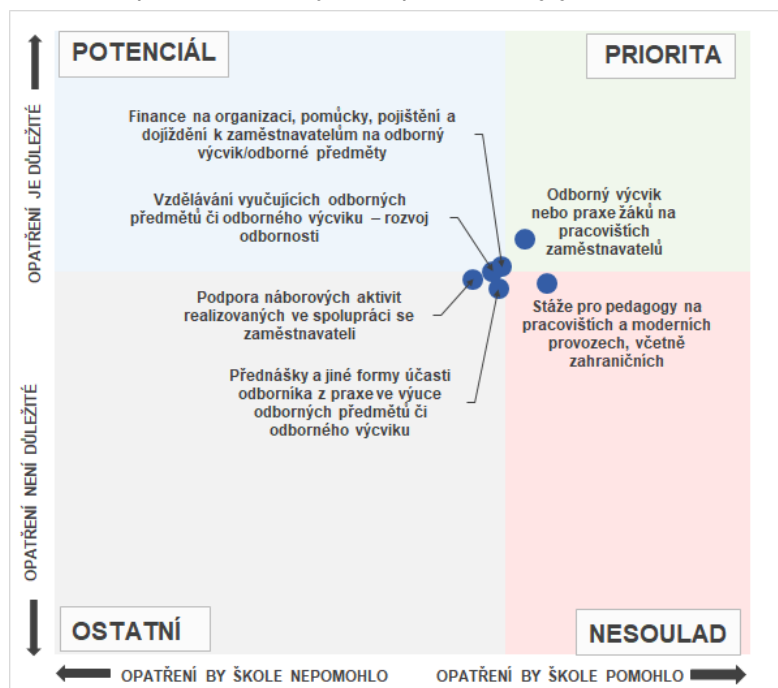 POTENCIÁL
PRIORITA
OPATŘENÍ JE DŮLEŽITÉ
Finance na organizaci, pomůcky, pojištění a
dojíždění k zaměstnavatelům na odborný
výcvik/odborné předměty
Vzdělávání vyučujících odborných
předmětů či odborného výcviku – rozvoj
odbornosti
Odborný výcvik
nebo praxe žáků na
pracovištích
zaměstnavatelů
Podpora náborových aktivit
realizovaných ve spolupráci se
zaměstnavateli
Stáže pro pedagogy na
pracovištích a moderních
provozech, včetně
zahraničních
Přednášky a jiné formy účasti
odborníka z praxe ve výuce
odborných předmětů či
odborného výcviku
OPATŘENÍ NENÍ DŮLEŽITÉ
OSTATNÍ
NESOULAD
OPATŘENÍ BY ŠKOLE NEPOMOHLO
OPATŘENÍ BY ŠKOLE POMOHLO